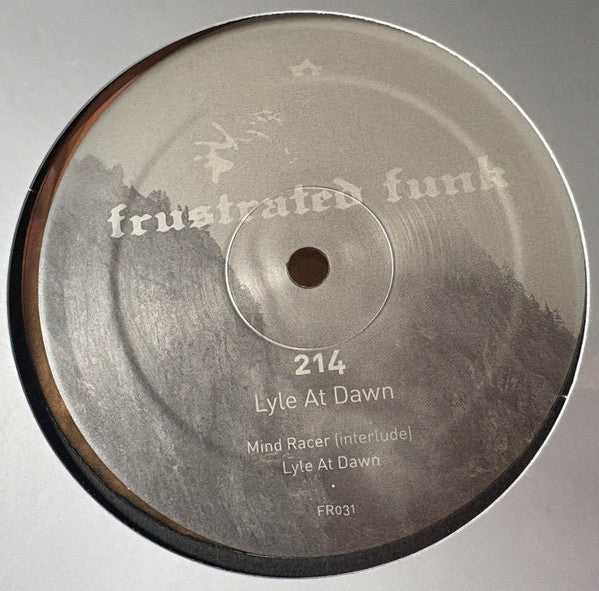 A
frustrated funk
214
Lyle At Dawn
Mind Racer (interlude)
Lyle At Dawn
FR031